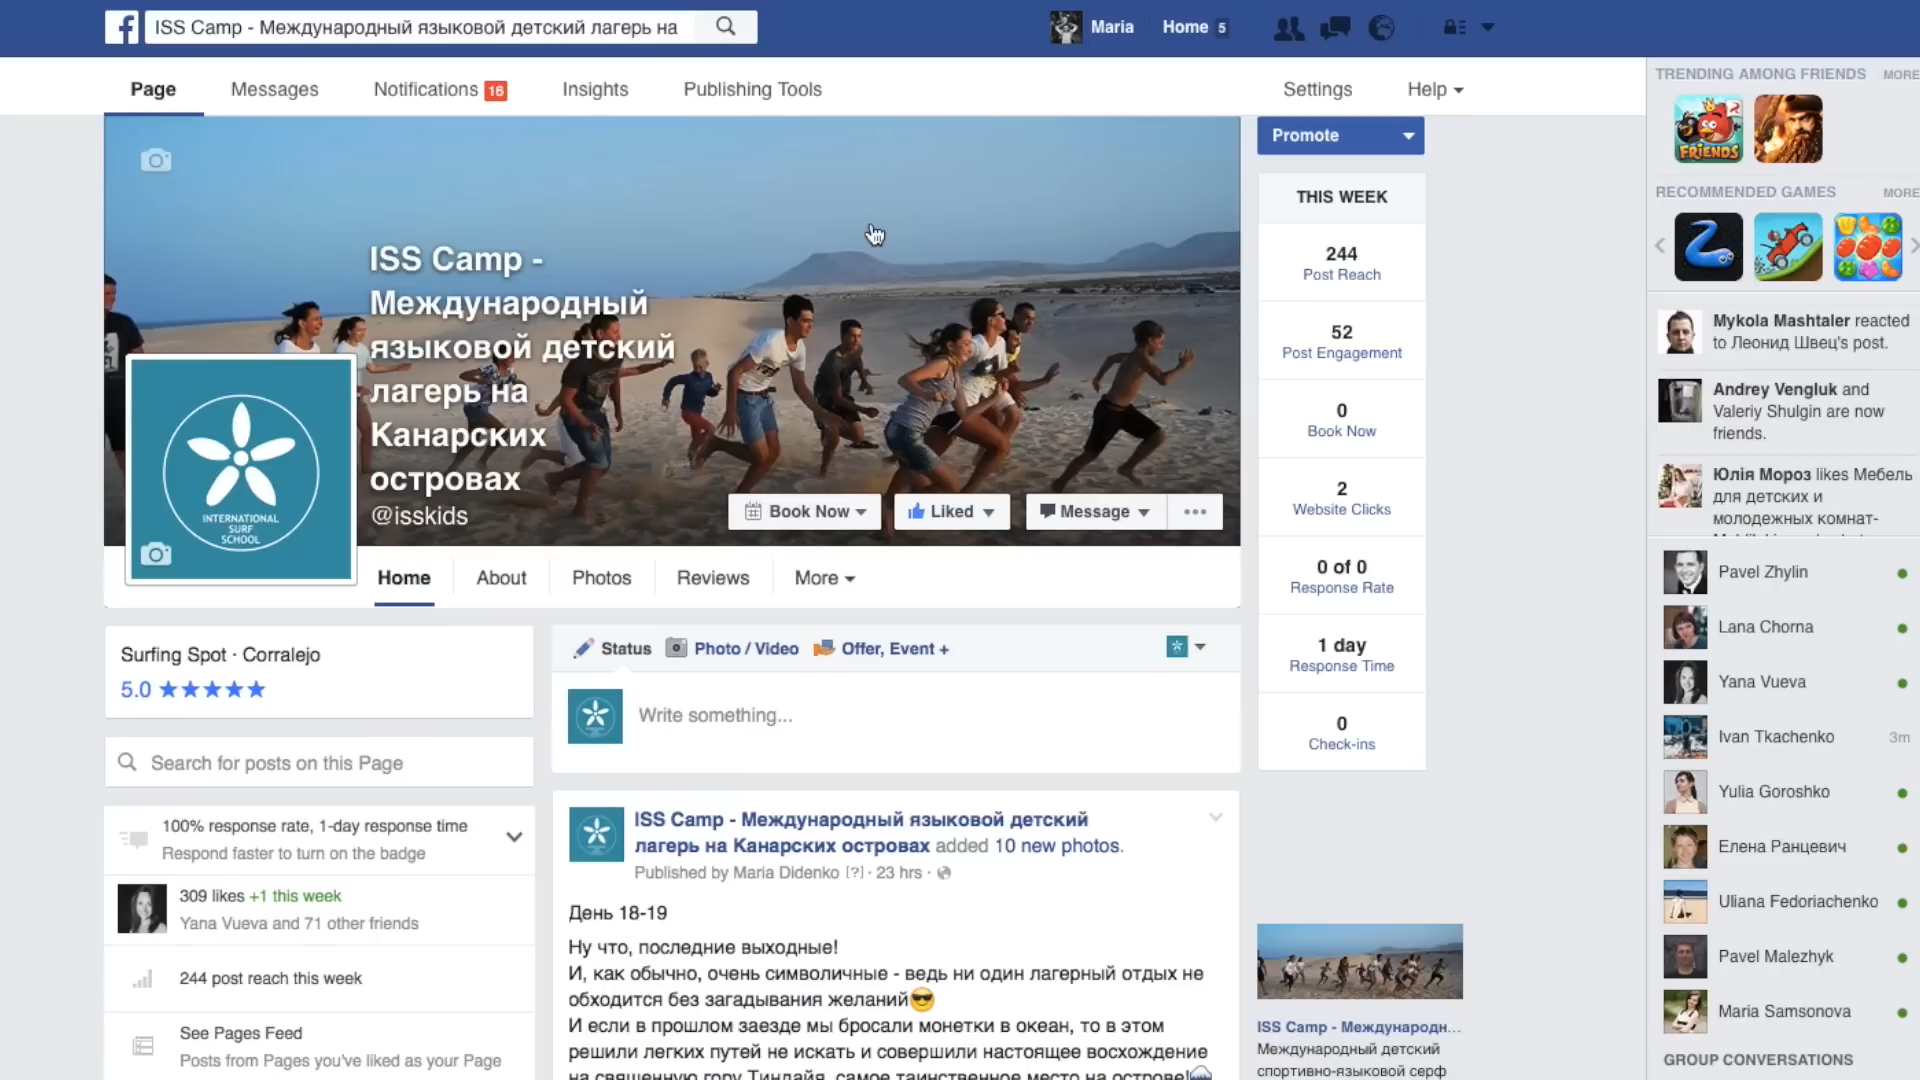 ISS Camp - Международный языковой детский лагерь на
Maria
Home 5
Page
Messages
Notifications 16
Insights
Publishing Tools
Settings
Help
ISS Camp -
Международный
языковой детский
лагерь на
Канарских
островах
@isskids
INTERNATIONAL
SURF
SCHOOL
Book Now
Liked
Message
Home
About
Photos
Reviews
More
Promote
THIS WEEK
244
Post Reach
52
Post Engagement
0
Book Now
2
Website Clicks
0 of 0
Response Rate
1 day
Response Time
0
Check-ins
Surfing Spot · Corralejo
5.0 ★★★★★
Search for posts on this Page
100% response rate, 1-day response time
Respond faster to turn on the badge
309 likes +1 this week
Yana Vueva and 71 other friends
244 post reach this week
See Pages Feed
Posts from Pages you've liked as your Page
Status
Photo / Video
Offer, Event +
Write something...
ISS Camp - Международный языковой детский
лагерь на Канарских островах added 10 new photos.
Published by Maria Didenko [?] · 23 hrs ·
День 18-19
Ну что, последние выходные!
И, как обычно, очень символичные - ведь ни один лагерный отдых не
обходится без загадывания желаний😎
И если в прошлом заезде мы бросали монетки в океан, то в этом
решили легких путей не искать и совершили настоящее восхождение
на священную гору Тиндайя, самое таинственное место на острове!
ISS Camp - Международн...
Международный детский
спортивно-языковой серф
TRENDING AMONG FRIENDS
MORE
FRIENDS
RECOMMENDED GAMES
MORE
Mykola Mashtaler reacted
to Леонид Швец's post.
Andrey Vengluk and
Valeriy Shulgin are now
friends.
Юлія Мороз likes Мебель
для детских и
молодежных комнат-
Pavel Zhylin
Lana Chorna
Yana Vueva
Ivan Tkachenko 3m
Yulia Goroshko
Елена Ранцевич
Uliana Fedoriachenko
Pavel Malezhyk
Maria Samsonova
GROUP CONVERSATIONS